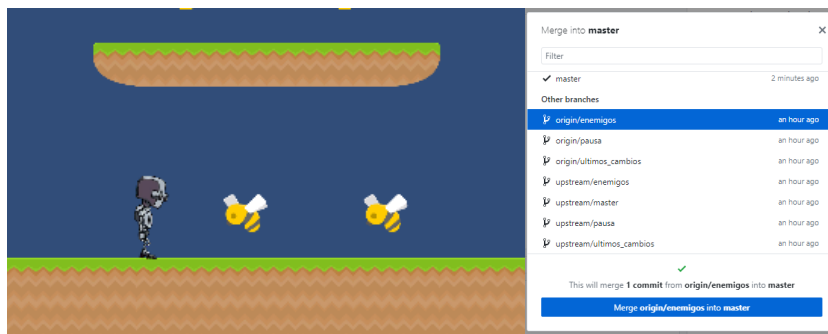 Merge into master
Filter
master 2 minutes ago
Other branches
origin/enemigos an hour ago
origin/pausa an hour ago
origin/ultimos_cambios an hour ago
upstream/enemigos an hour ago
upstream/master an hour ago
upstream/pausa an hour ago
upstream/ultimos_cambios an hour ago
This will merge 1 commit from origin/enemigos into master
Merge origin/enemigos into master